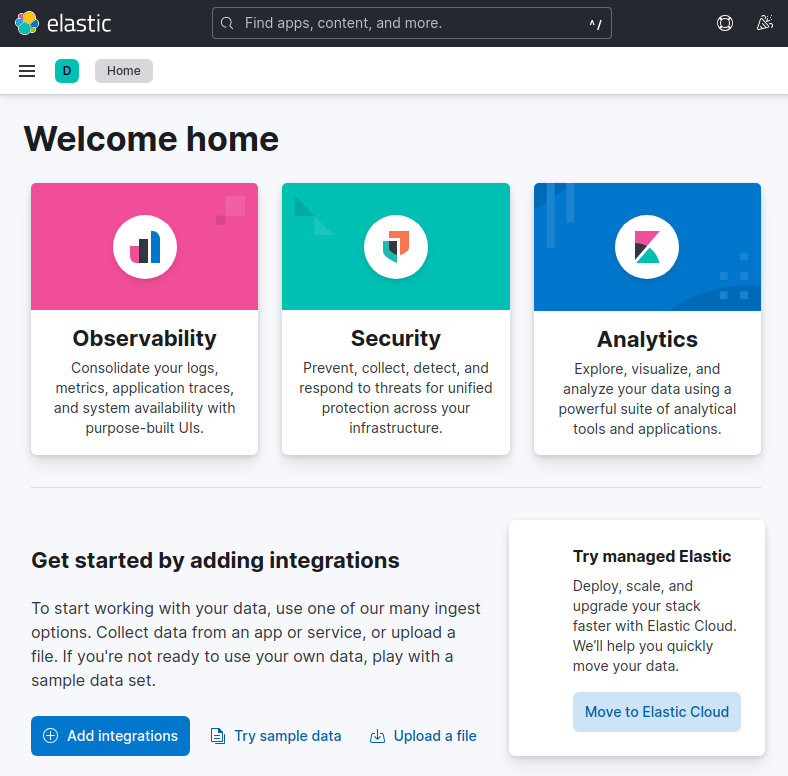 elastic
Find apps, content, and more.
^/
D
Home
Welcome home
Observability
Consolidate your logs,
metrics, application traces,
and system availability with
purpose-built UIs.
Security
Prevent, collect, detect, and
respond to threats for unified
protection across your
infrastructure.
Analytics
Explore, visualize, and
analyze your data using a
powerful suite of analytical
tools and applications.
Get started by adding integrations
To start working with your data, use one of our many ingest
options. Collect data from an app or service, or upload a
file. If you're not ready to use your own data, play with a
sample data set.
Add integrations
Try sample data
Upload a file
Try managed Elastic
Deploy, scale, and
upgrade your stack
faster with Elastic Cloud.
We’ll help you quickly
move your data.
Move to Elastic Cloud